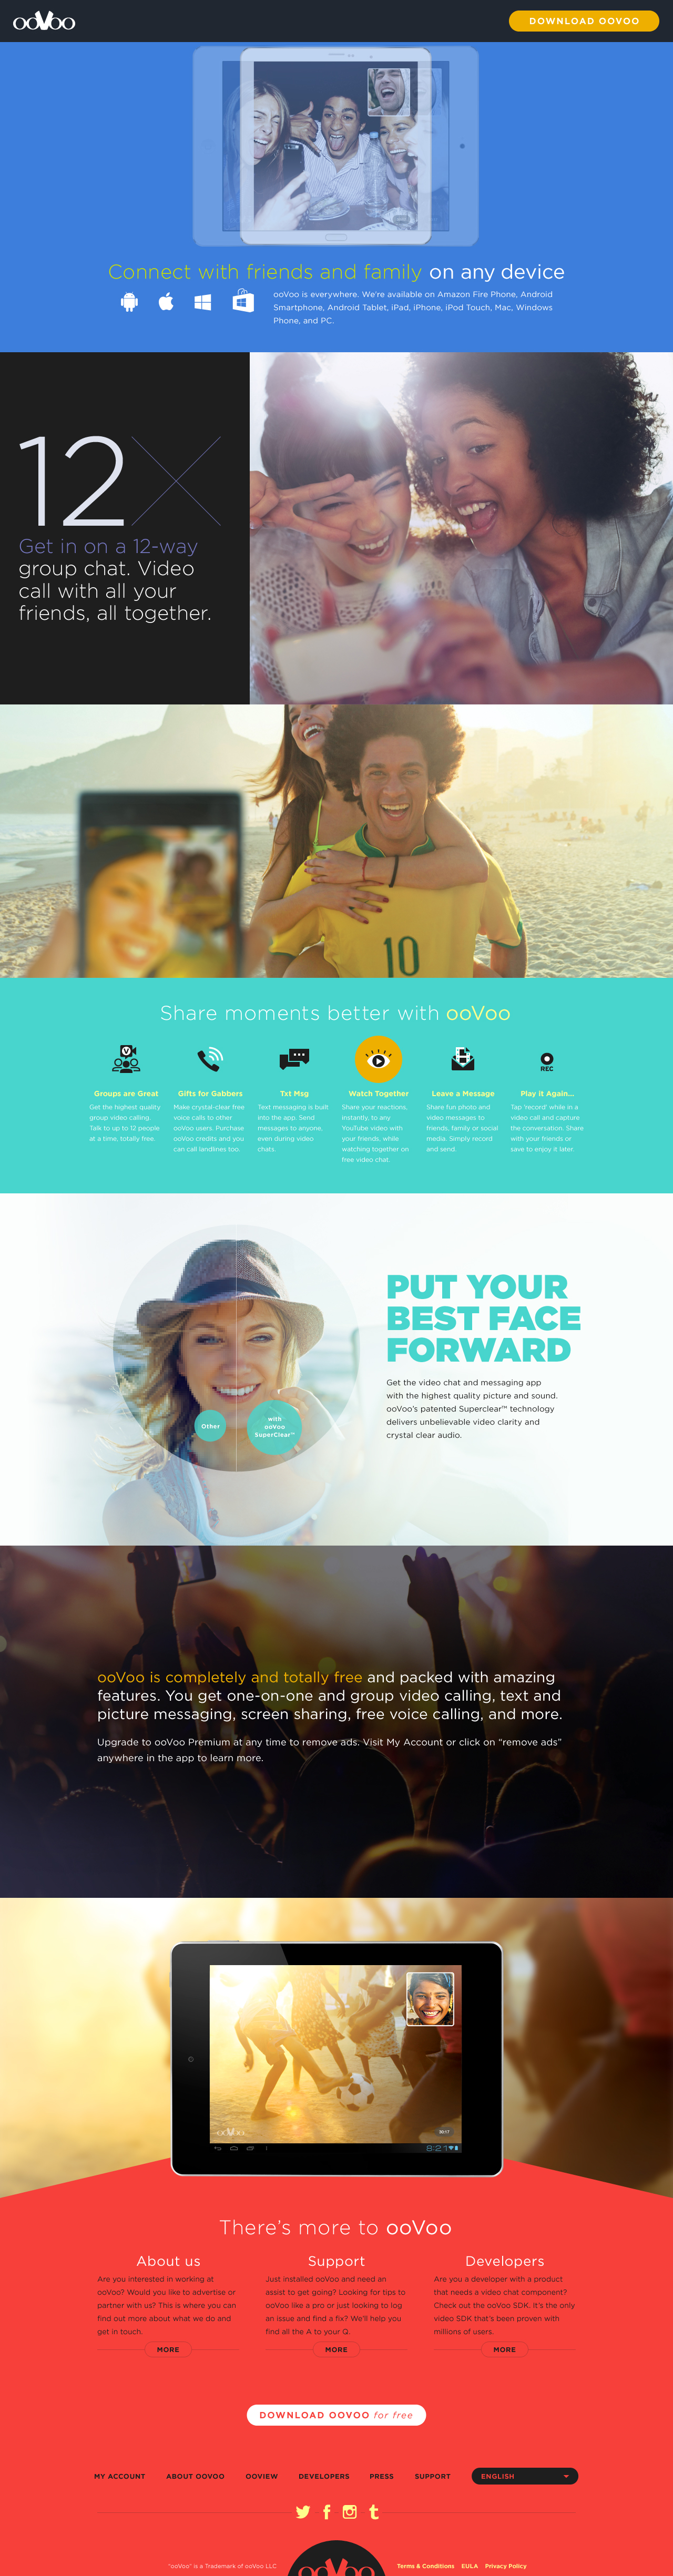 ooVoo
DOWNLOAD OOVOO
Connect with friends and family on any device
ooVoo is everywhere. We're available on Amazon Fire Phone, Android
Smartphone, Android Tablet, iPad, iPhone, iPod Touch, Mac, Windows
Phone, and PC.
12X
Get in on a 12-way
group chat. Video
call with all your
friends, all together.
10
Share moments better with ooVoo
Groups are Great
Get the highest quality
group video calling.
Talk to up to 12 people
at a time, totally free.
Gifts for Gabbers
Make crystal-clear free
voice calls to other
ooVoo users. Purchase
ooVoo credits and you
can call landlines too.
Txt Msg
Text messaging is built
into the app. Send
messages to anyone,
even during video
chats.
Watch Together
Share your reactions,
instantly, to any
YouTube video with
your friends, while
watching together on
free video chat.
Leave a Message
Share fun photo and
video messages to
friends, family or social
media. Simply record
and send.
REC
Play it Again...
Tap 'record' while in a
video call and capture
the conversation. Share
with your friends or
save to enjoy it later.
Other
with
ooVoo
SuperClear™
PUT YOUR
BEST FACE
FORWARD
Get the video chat and messaging app
with the highest quality picture and sound.
ooVoo's patented Superclear™ technology
delivers unbelievable video clarity and
crystal clear audio.
ooVoo is completely and totally free and packed with amazing
features. You get one-on-one and group video calling, text and
picture messaging, screen sharing, free voice calling, and more.
Upgrade to ooVoo Premium at any time to remove ads. Visit My Account or click on “remove ads”
anywhere in the app to learn more.
ooVoo
8:21
There's more to ooVoo
About us
Are you interested in working at
ooVoo? Would you like to advertise or
partner with us? This is where you can
find out more about what we do and
get in touch.
MORE
Support
Just installed ooVoo and need an
assist to get going? Looking for tips to
ooVoo like a pro or just looking to log
an issue and find a fix? We'll help you
find all the A to your Q.
MORE
Developers
Are you a developer with a product
that needs a video chat component?
Check out the ooVoo SDK. It's the only
video SDK that's been proven with
millions of users.
MORE
DOWNLOAD OOVOO for free
MY ACCOUNT ABOUT OOVOO OOVIEW DEVELOPERS PRESS SUPPORT ENGLISH
"ooVoo" is a Trademark of ooVoo LLC
ooVoo
Terms & Conditions EULA Privacy Policy